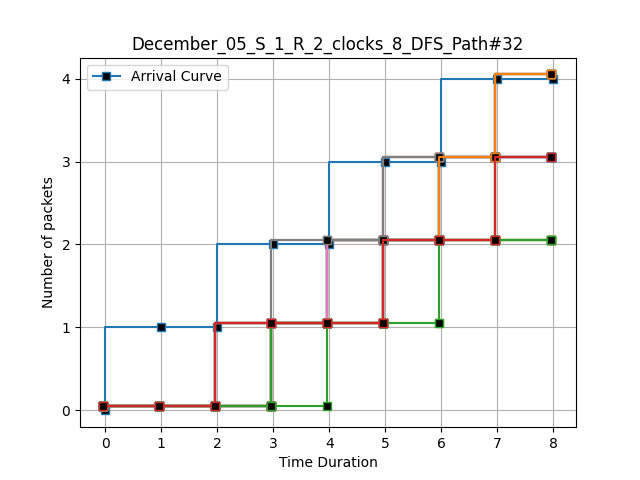 December_05_S_1_R_2_clocks_8_DFS_Path#32
Arrival Curve
Number of packets
4
3
2
1
0
0 1 2 3 4 5 6 7 8
Time Duration